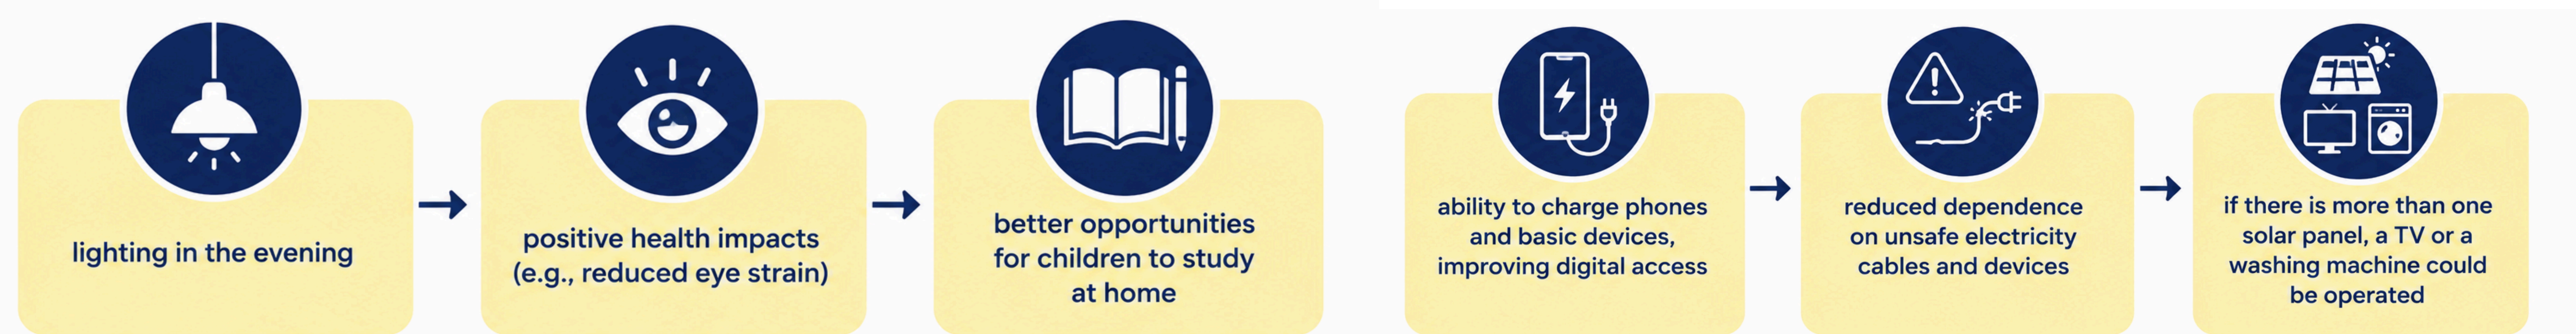 lighting in the evening
positive health impacts
(e.g., reduced eye strain)
better opportunities
for children to study
at home
ability to charge phones
and basic devices,
improving digital access
reduced dependence
on unsafe electricity
cables and devices
if there is more than one
solar panel, a TV or a
washing machine could
be operated